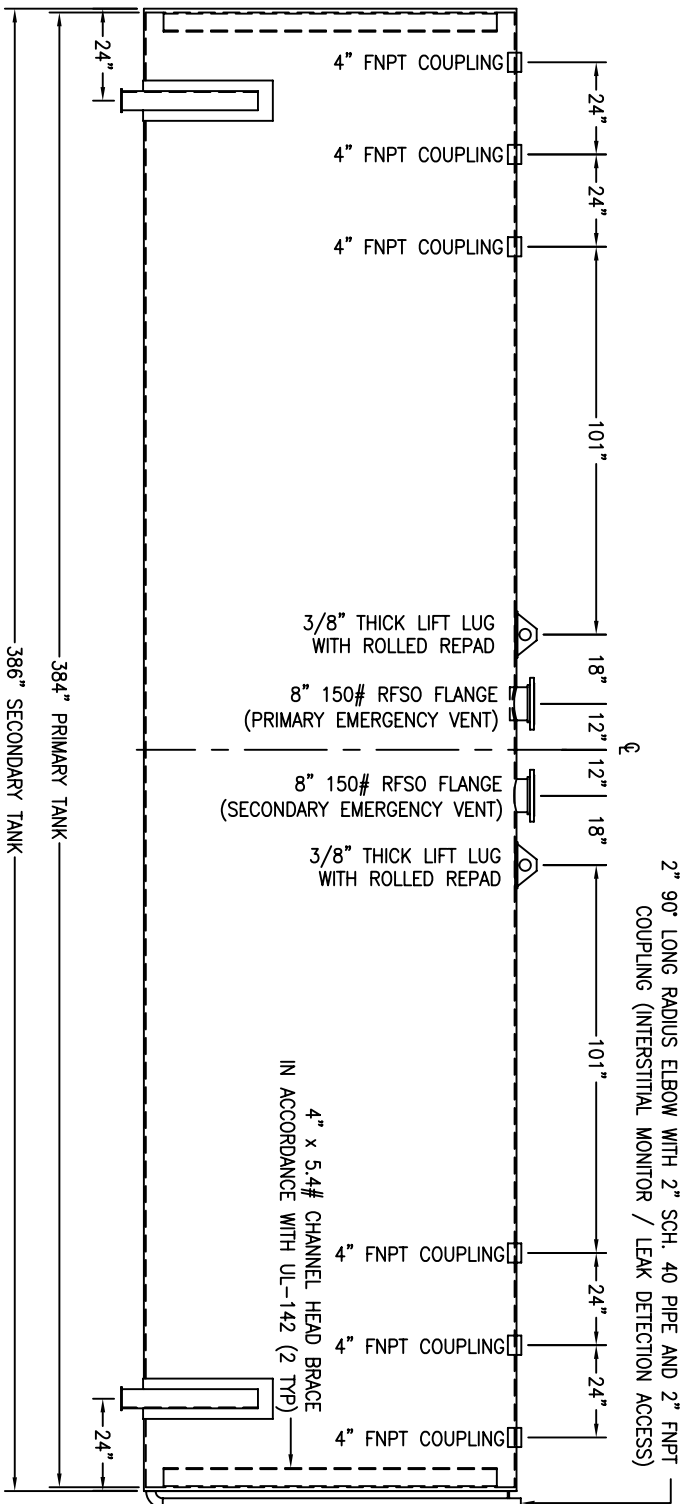 2" 90° LONG RADIUS ELBOW WITH 2" SCH. 40 PIPE AND 2" FNPT
COUPLING (INTERSTITIAL MONITOR / LEAK DETECTION ACCESS)
24"
24"
101"
18"
12"
℄
12"
18"
101"
24"
24"
4" FNPT COUPLING
4" FNPT COUPLING
4" FNPT COUPLING
3/8" THICK LIFT LUG
WITH ROLLED REPAD
8" 150# RFSO FLANGE
(PRIMARY EMERGENCY VENT)
8" 150# RFSO FLANGE
(SECONDARY EMERGENCY VENT)
3/8" THICK LIFT LUG
WITH ROLLED REPAD
4" FNPT COUPLING
4" FNPT COUPLING
4" FNPT COUPLING
4" x 5.4# CHANNEL HEAD BRACE
IN ACCORDANCE WITH UL-142 (2 TYP)
24"
24"
384" PRIMARY TANK
386" SECONDARY TANK